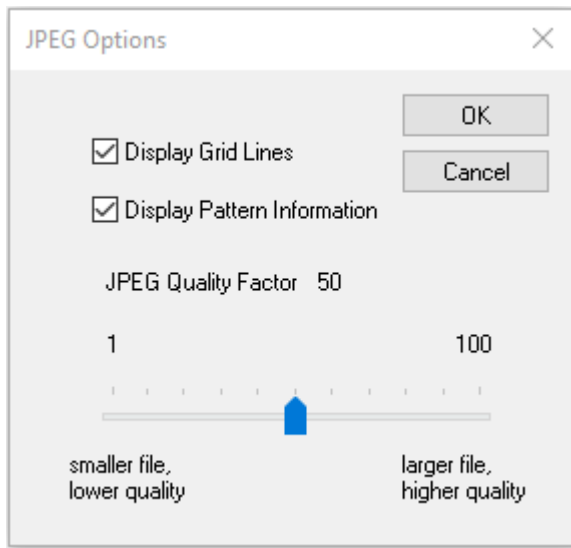 JPEG Options
OK
Display Grid Lines
Cancel
Display Pattern Information
JPEG Quality Factor 50
1 100
smaller file,
lower quality
larger file,
higher quality